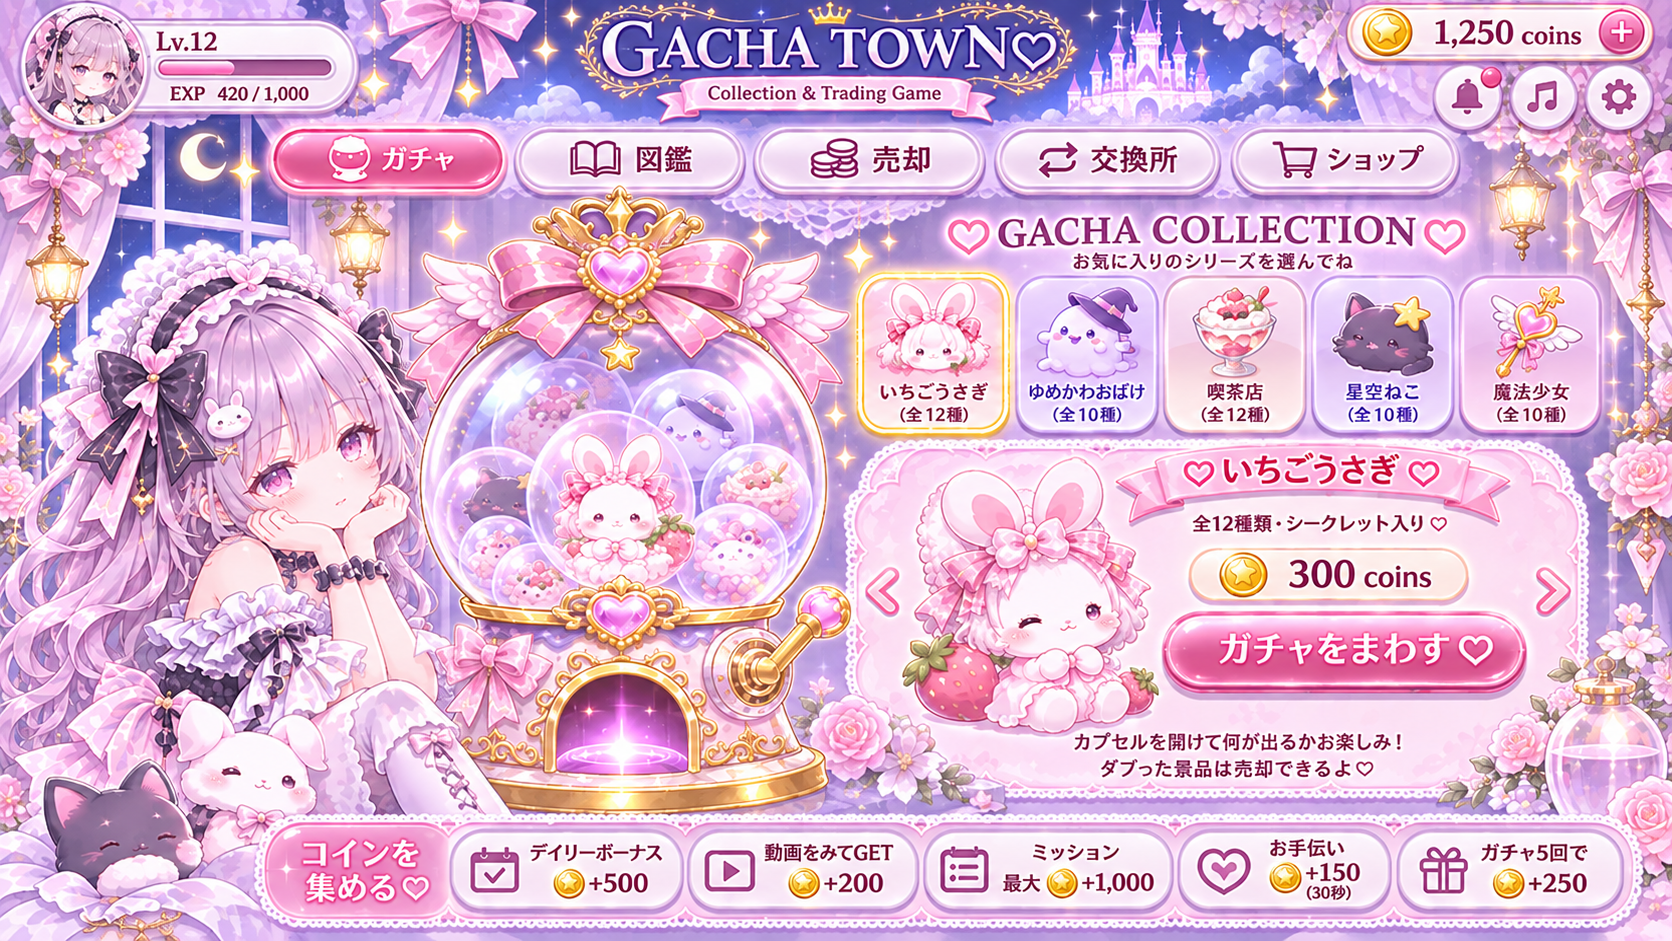 Lv.12
EXP 420 / 1,000
GACHA TOWN♡
Collection & Trading Game
1,250 coins
ガチャ
図鑑
売却
交換所
ショップ
♡GACHA COLLECTION♡
お気に入りのシリーズを選んでね
いちごうさぎ
(全12種)
ゆめかわおばけ
(全10種)
喫茶店
(全12種)
星空ねこ
(全10種)
魔法少女
(全10種)
♡いちごうさぎ♡
全12種類・シークレット入り♡
300 coins
ガチャをまわす♡
カプセルを開けて何が出るかお楽しみ!
ダブった景品は売却できるよ♡
コインを
集める♡
デイリーボーナス
+500
動画をみてGET
+200
ミッション
最大 +1,000
お手伝い
+150
(30秒)
ガチャ5回で
+250